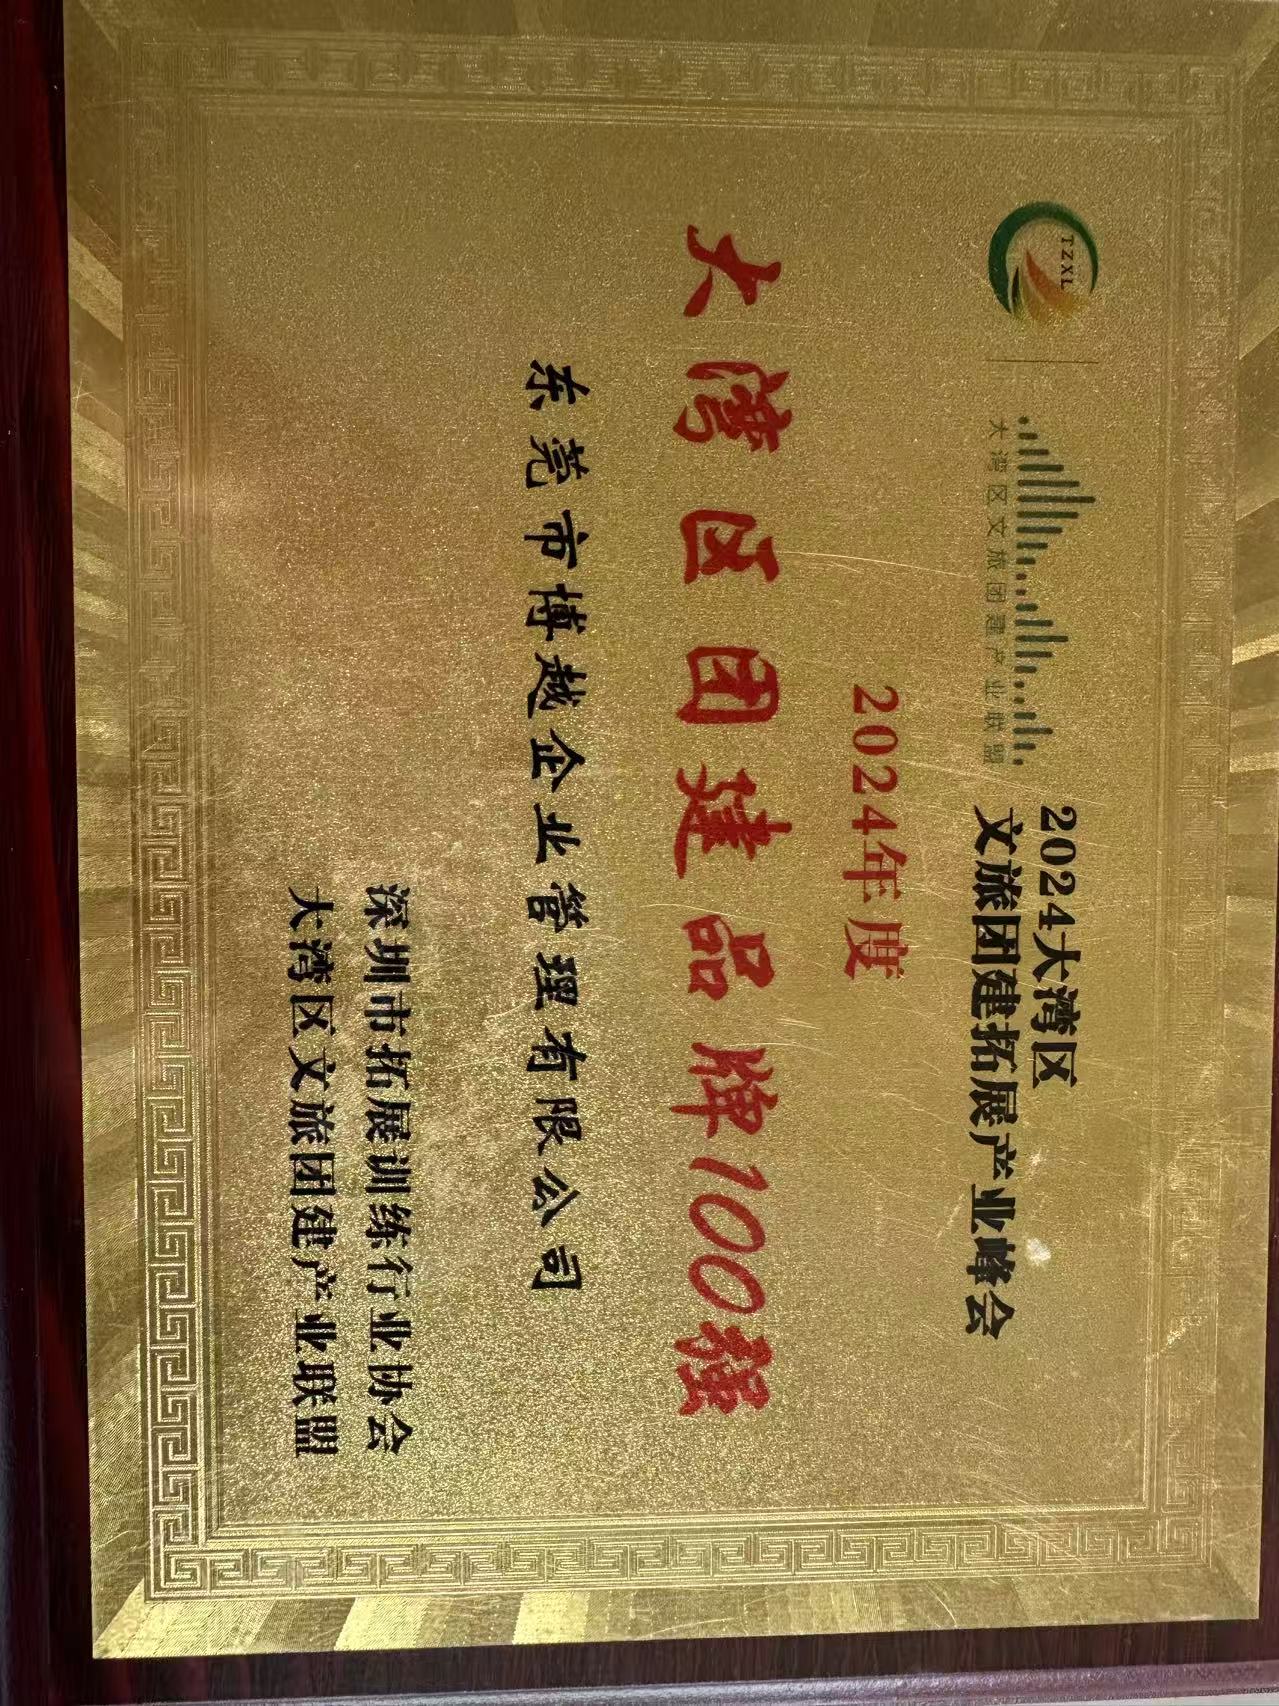 TZXL
大湾区文旅团建产业联盟
2024大湾区
文旅团建拓展产业峰会
2024年度
大湾区团建品牌100强
东莞市博越企业管理有限公司
深圳市拓展训练行业协会
大湾区文旅团建产业联盟